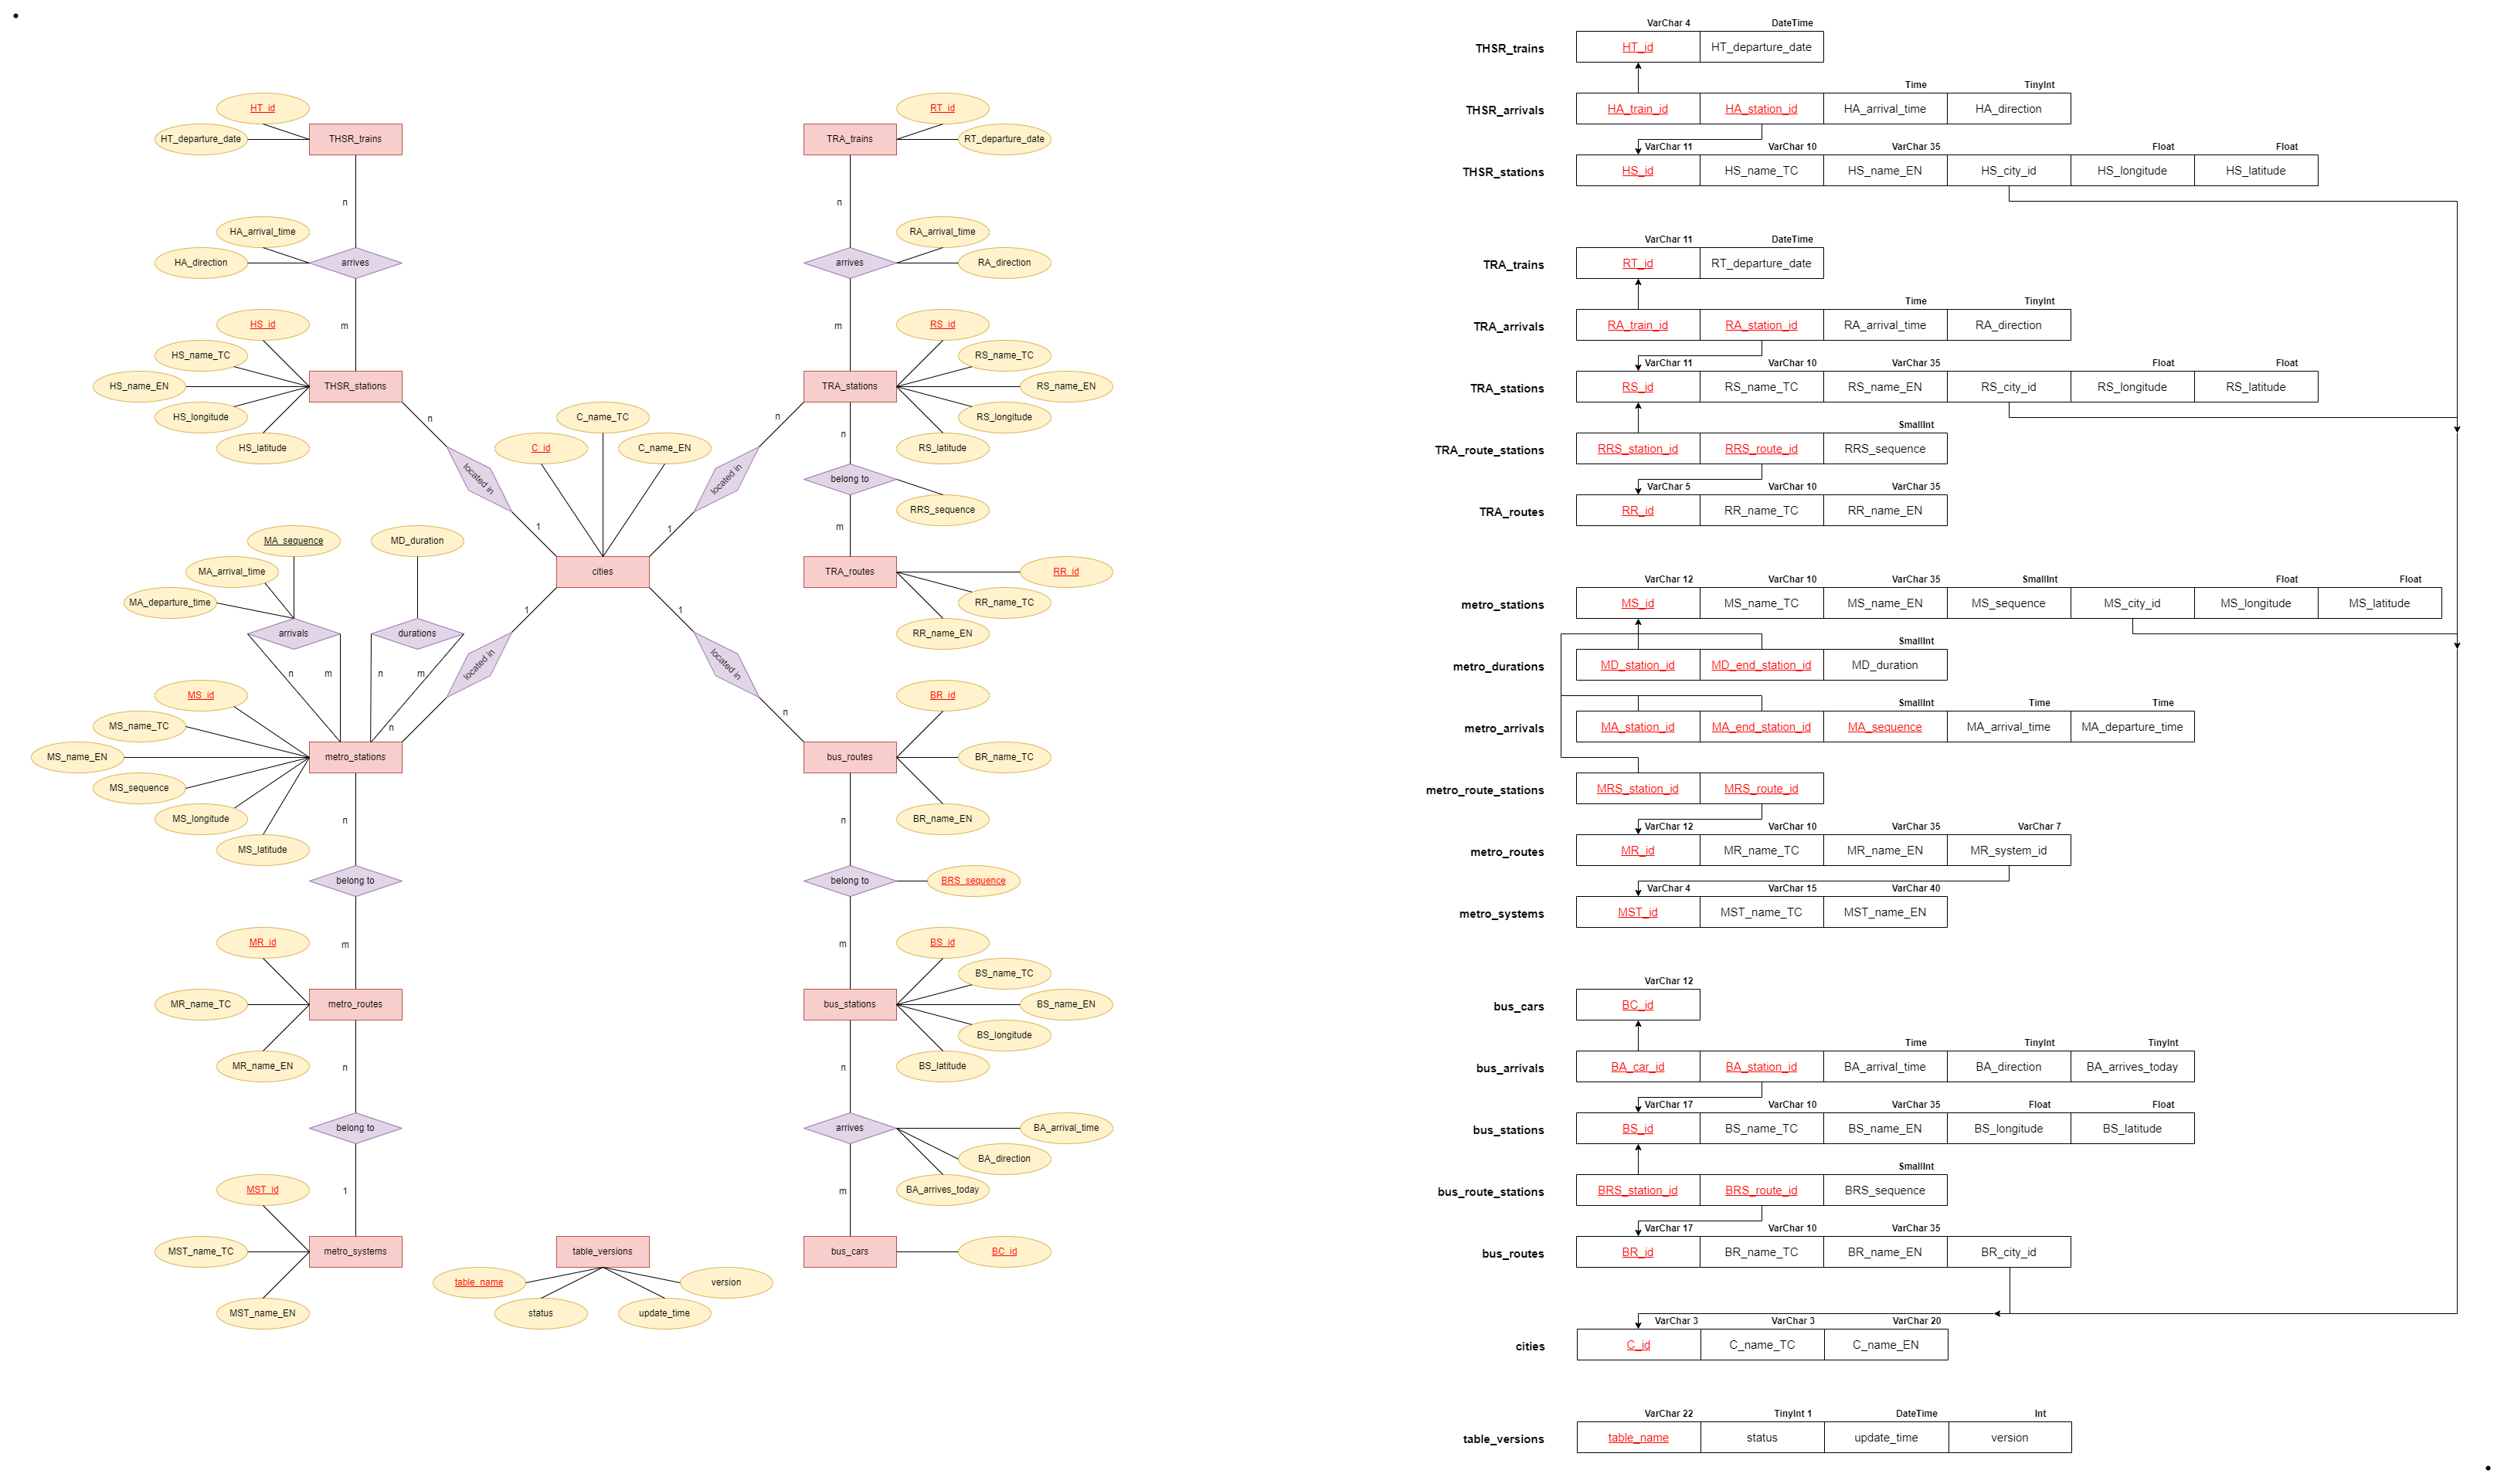 HT_id
HT_departure_date
THSR_trains
n
HA_arrival_time
HA_direction
arrives
m
HS_id
HS_name_TC
HS_name_EN
HS_longitude
HS_latitude
THSR_stations
n
located in
1
RT_id
RT_departure_date
TRA_trains
n
RA_arrival_time
RA_direction
arrives
m
RS_id
RS_name_TC
RS_name_EN
RS_longitude
RS_latitude
TRA_stations
n
located in
1
n
belong to
RRS_sequence
m
TRA_routes
RR_id
RR_name_TC
RR_name_EN
C_name_TC
C_id
C_name_EN
cities
MA_sequence
MA_arrival_time
MA_departure_time
arrivals
n
m
MD_duration
durations
n
m
1
located in
n
MS_id
MS_name_TC
MS_name_EN
MS_sequence
MS_longitude
MS_latitude
metro_stations
n
belong to
m
MR_id
MR_name_TC
MR_name_EN
metro_routes
n
belong to
1
MST_id
MST_name_TC
MST_name_EN
metro_systems
1
located in
n
BR_id
BR_name_TC
BR_name_EN
bus_routes
n
belong to
BRS_sequence
m
BS_id
BS_name_TC
BS_name_EN
BS_longitude
BS_latitude
bus_stations
n
arrives
BA_arrival_time
BA_direction
BA_arrives_today
m
bus_cars
BC_id
table_versions
table_name
status
update_time
version
VarChar 4 DateTime
THSR_trains HT_id HT_departure_date
Time TinyInt
THSR_arrivals HA_train_id HA_station_id HA_arrival_time HA_direction
VarChar 11 VarChar 10 VarChar 35 Float Float
THSR_stations HS_id HS_name_TC HS_name_EN HS_city_id HS_longitude HS_latitude
VarChar 11 DateTime
TRA_trains RT_id RT_departure_date
Time TinyInt
TRA_arrivals RA_train_id RA_station_id RA_arrival_time RA_direction
VarChar 11 VarChar 10 VarChar 35 Float Float
TRA_stations RS_id RS_name_TC RS_name_EN RS_city_id RS_longitude RS_latitude
SmallInt
TRA_route_stations RRS_station_id RRS_route_id RRS_sequence
VarChar 5 VarChar 10 VarChar 35
TRA_routes RR_id RR_name_TC RR_name_EN
VarChar 12 VarChar 10 VarChar 35 SmallInt Float Float
metro_stations MS_id MS_name_TC MS_name_EN MS_sequence MS_city_id MS_longitude MS_latitude
SmallInt
metro_durations MD_station_id MD_end_station_id MD_duration
SmallInt Time Time
metro_arrivals MA_station_id MA_end_station_id MA_sequence MA_arrival_time MA_departure_time
metro_route_stations MRS_station_id MRS_route_id
VarChar 12 VarChar 10 VarChar 35 VarChar 7
metro_routes MR_id MR_name_TC MR_name_EN MR_system_id
VarChar 4 VarChar 15 VarChar 40
metro_systems MST_id MST_name_TC MST_name_EN
VarChar 12
bus_cars BC_id
Time TinyInt TinyInt
bus_arrivals BA_car_id BA_station_id BA_arrival_time BA_direction BA_arrives_today
VarChar 17 VarChar 10 VarChar 35 Float Float
bus_stations BS_id BS_name_TC BS_name_EN BS_longitude BS_latitude
SmallInt
bus_route_stations BRS_station_id BRS_route_id BRS_sequence
VarChar 17 VarChar 10 VarChar 35
bus_routes BR_id BR_name_TC BR_name_EN BR_city_id
VarChar 3 VarChar 3 VarChar 20
cities C_id C_name_TC C_name_EN
VarChar 22 TinyInt 1 DateTime Int
table_versions table_name status update_time version